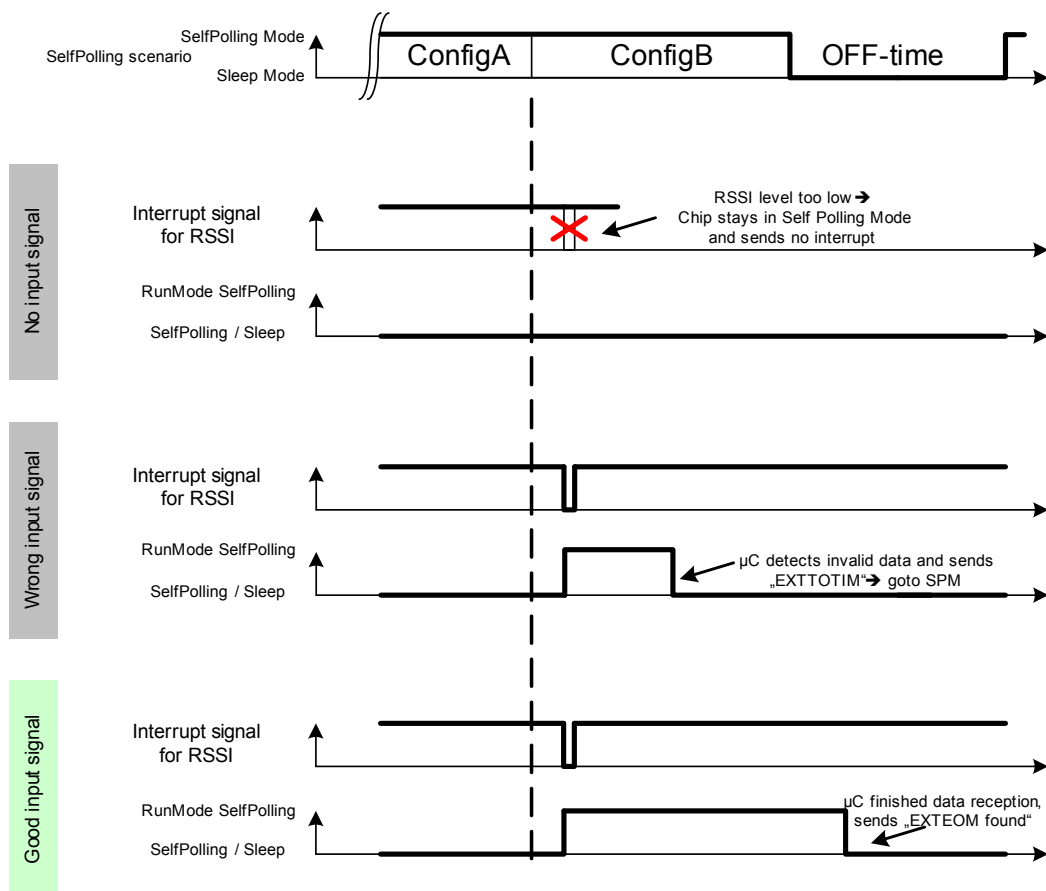 SelfPolling scenario
SelfPolling Mode
Sleep Mode
ConfigA
ConfigB
OFF-time
No input signal
Interrupt signal
for RSSI
RSSI level too low➔
Chip stays in Self Polling Mode
and sends no interrupt
RunMode SelfPolling
SelfPolling / Sleep
Wrong input signal
Interrupt signal
for RSSI
RunMode SelfPolling
SelfPolling / Sleep
µC detects invalid data and sends
„EXTTOTIM“➔ goto SPM
Good input signal
Interrupt signal
for RSSI
RunMode SelfPolling
SelfPolling / Sleep
µC finished data reception,
sends „EXTEOM found“